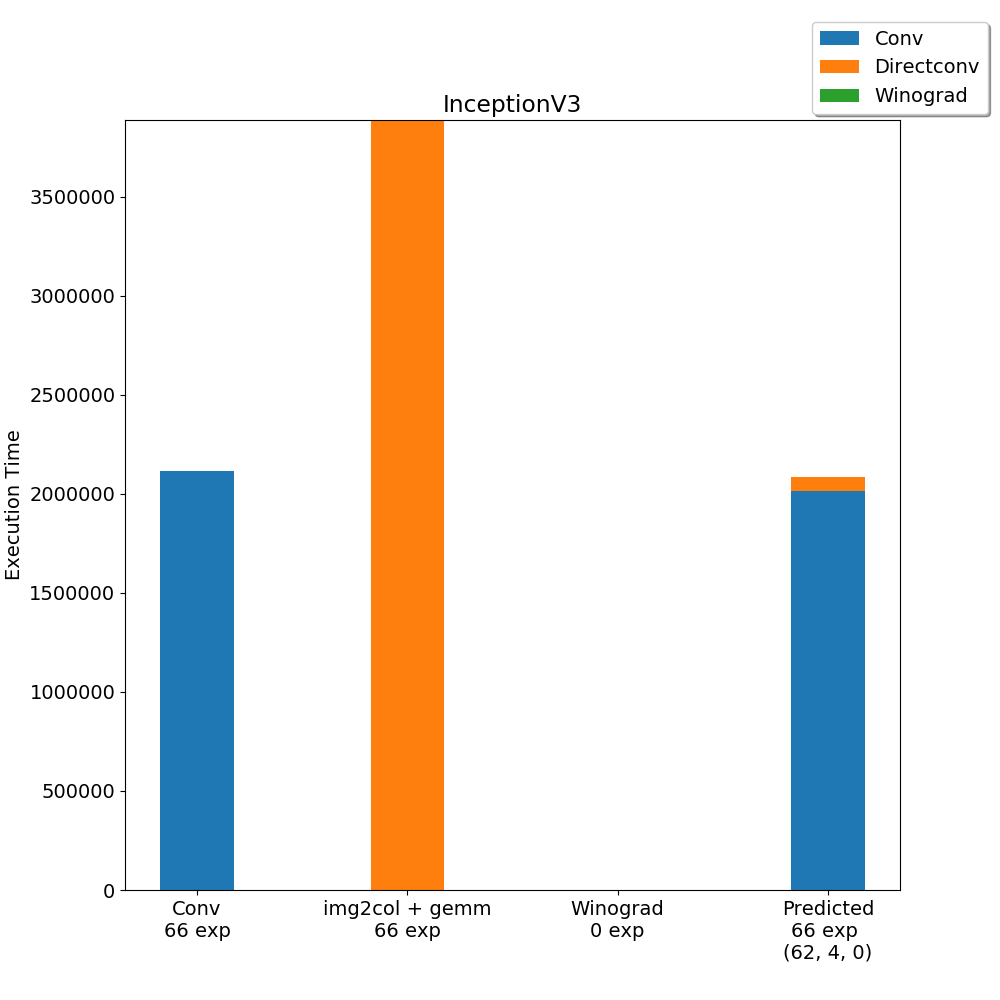 Conv
Directconv
Winograd
InceptionV3
Execution Time
3500000
3000000
2500000
2000000
1500000
1000000
500000
0
Conv
66 exp
img2col + gemm
66 exp
Winograd
0 exp
Predicted
66 exp
(62, 4, 0)